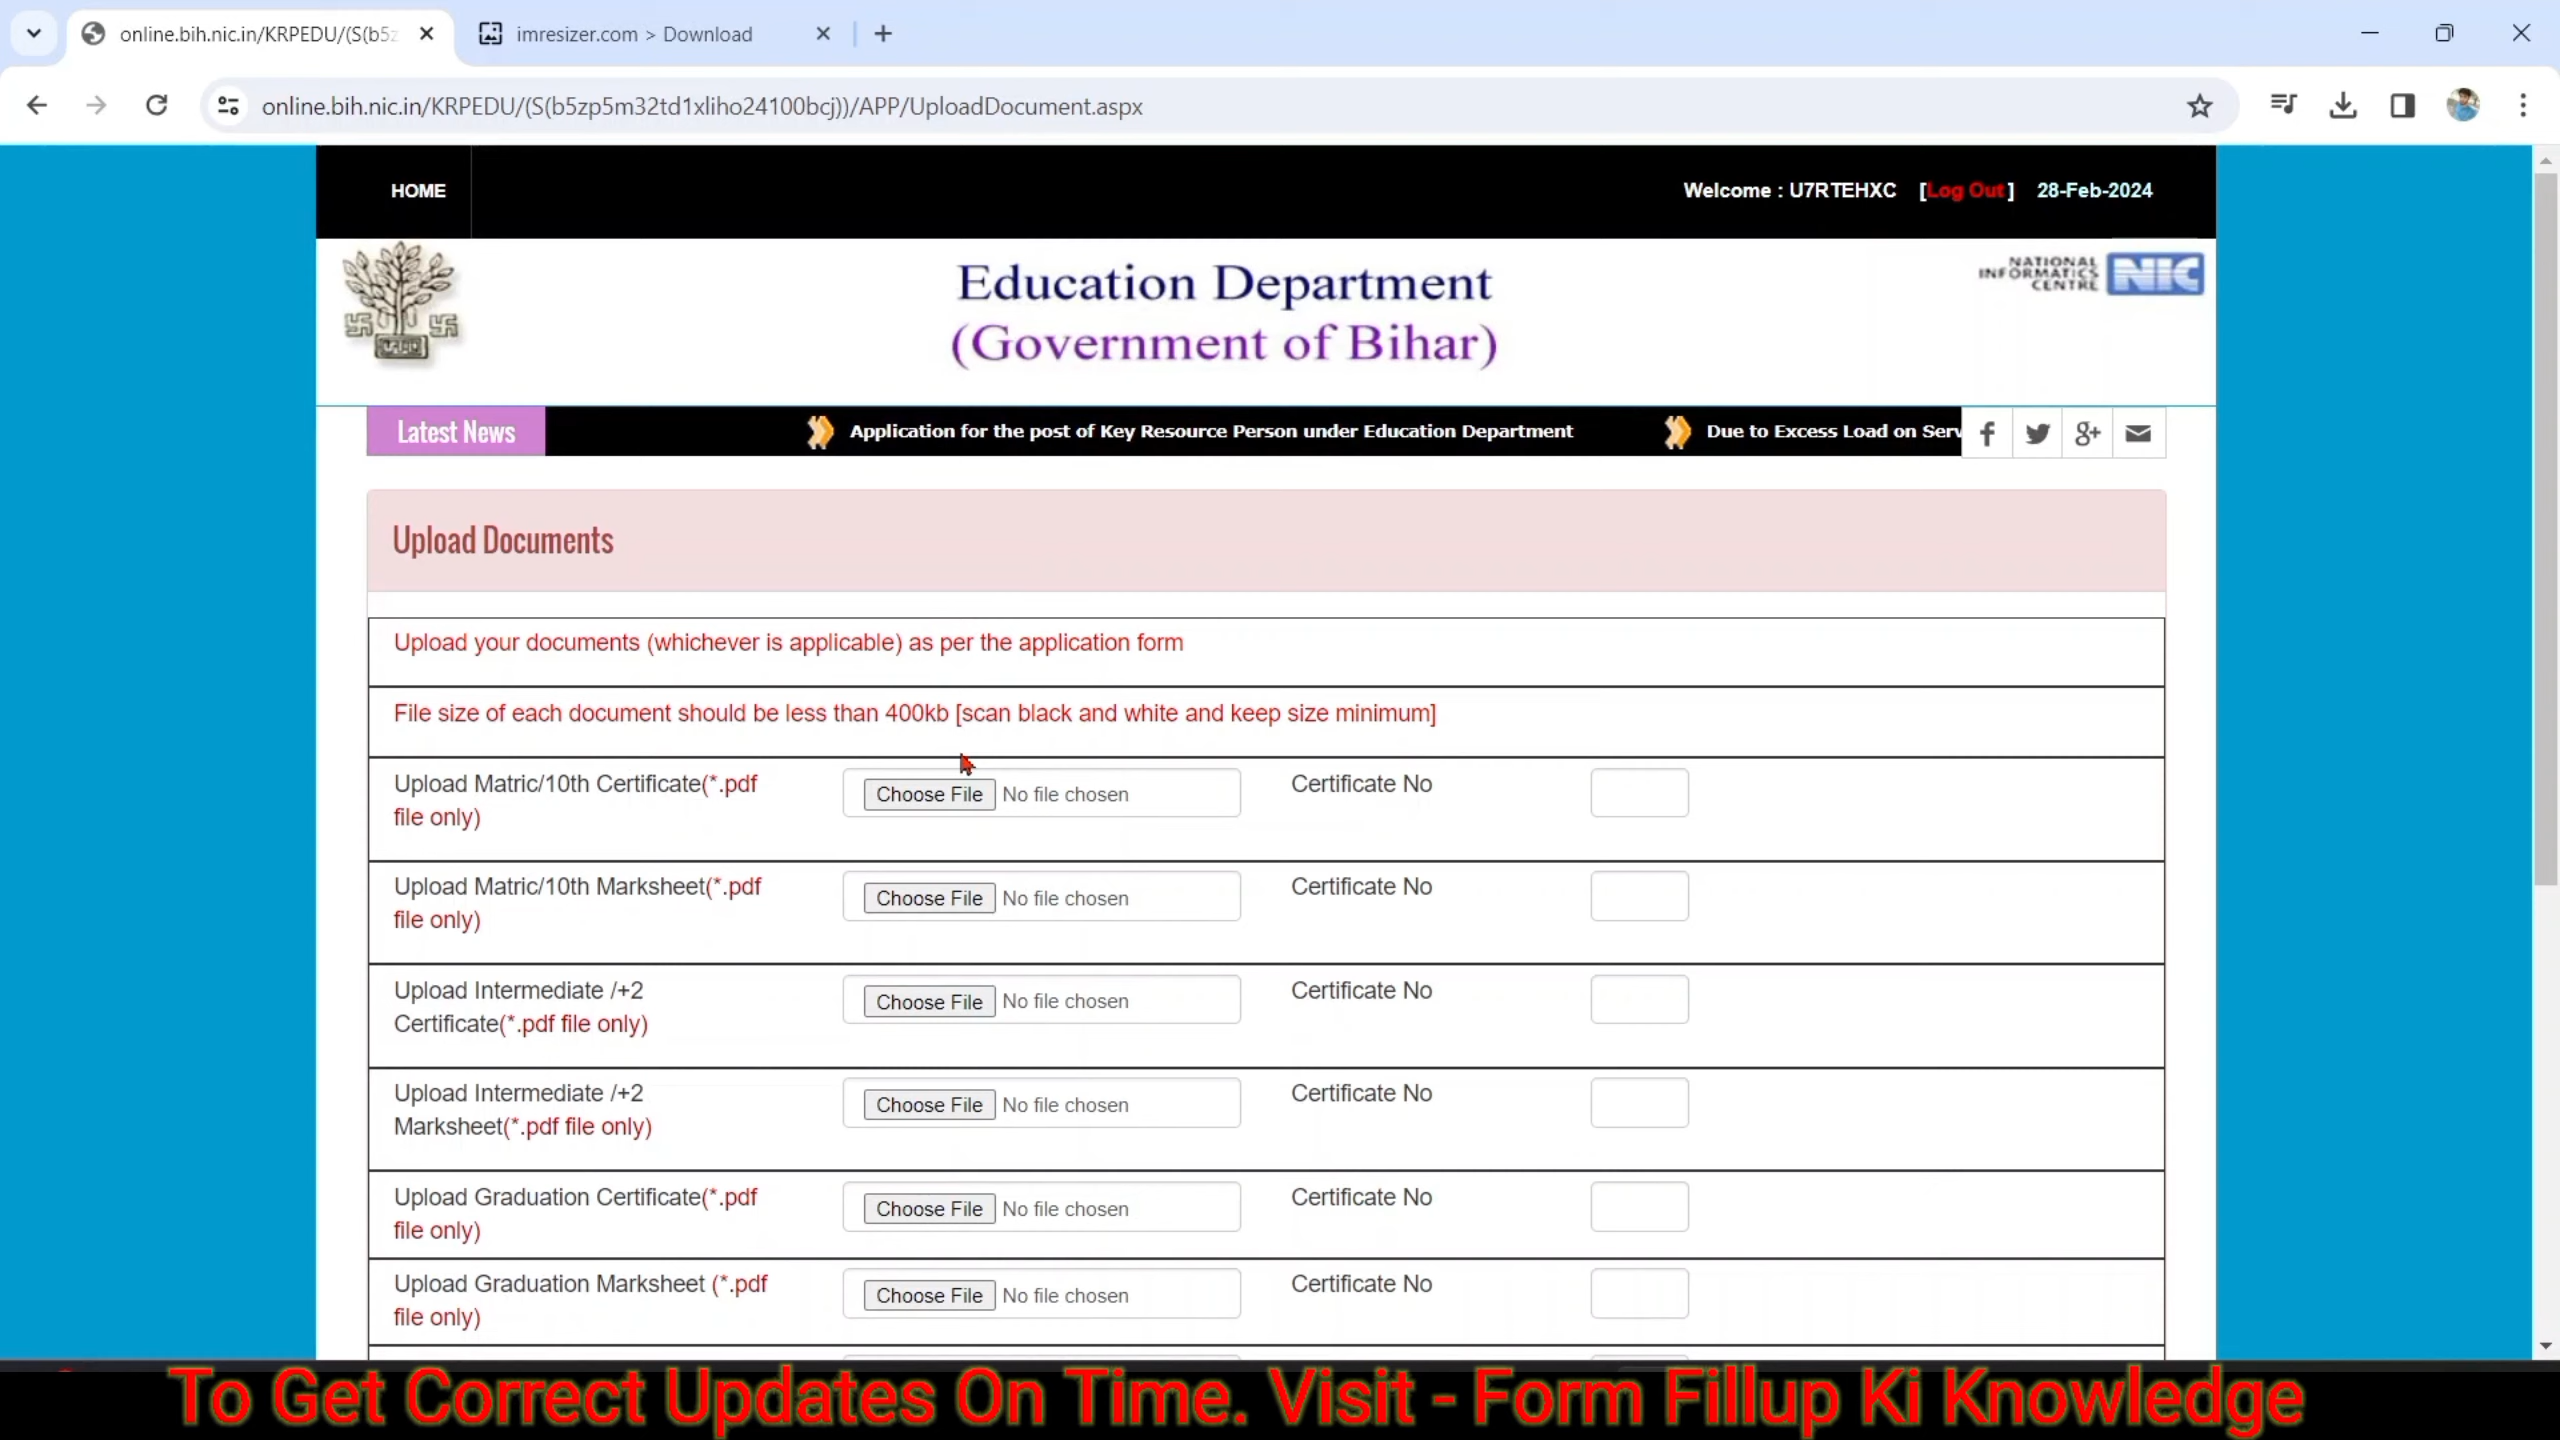 online.bih.nic.in/KRPEDU/(S(b5z
imresizer.com > Download
online.bih.nic.in/KRPEDU/(S(b5zp5m32td1xliho24100bcj))/APP/UploadDocument.aspx
HOME
Welcome : U7RTEHXC [Log Out] 28-Feb-2024
Education Department
(Government of Bihar)
NATIONAL
INFORMATICS
CENTRE
NIC
Latest News
Application for the post of Key Resource Person under Education Department
Due to Excess Load on Serv
Upload Documents
Upload your documents (whichever is applicable) as per the application form
File size of each document should be less than 400kb [scan black and white and keep size minimum]
Upload Matric/10th Certificate(*.pdf
file only)
Choose File No file chosen
Certificate No
Upload Matric/10th Marksheet(*.pdf
file only)
Choose File No file chosen
Certificate No
Upload Intermediate /+2
Certificate(*.pdf file only)
Choose File No file chosen
Certificate No
Upload Intermediate /+2
Marksheet(*.pdf file only)
Choose File No file chosen
Certificate No
Upload Graduation Certificate(*.pdf
file only)
Choose File No file chosen
Certificate No
Upload Graduation Marksheet (*.pdf
file only)
Choose File No file chosen
Certificate No
To Get Correct Updates On Time. Visit - Form Fillup Ki Knowledge